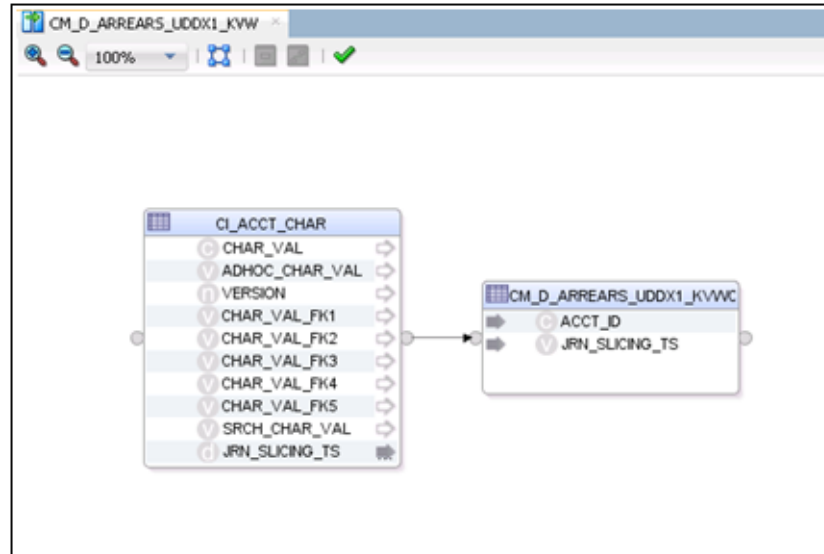 CM_D_ARREARS_UDDX1_KVW
100%
CI_ACCT_CHAR
CHAR_VAL
ADHOC_CHAR_VAL
VERSION
CHAR_VAL_FK1
CHAR_VAL_FK2
CHAR_VAL_FK3
CHAR_VAL_FK4
CHAR_VAL_FK5
SRCH_CHAR_VAL
JRN_SLICING_TS
CM_D_ARREARS_UDDX1_KVWC
ACCT_ID
JRN_SLICING_TS